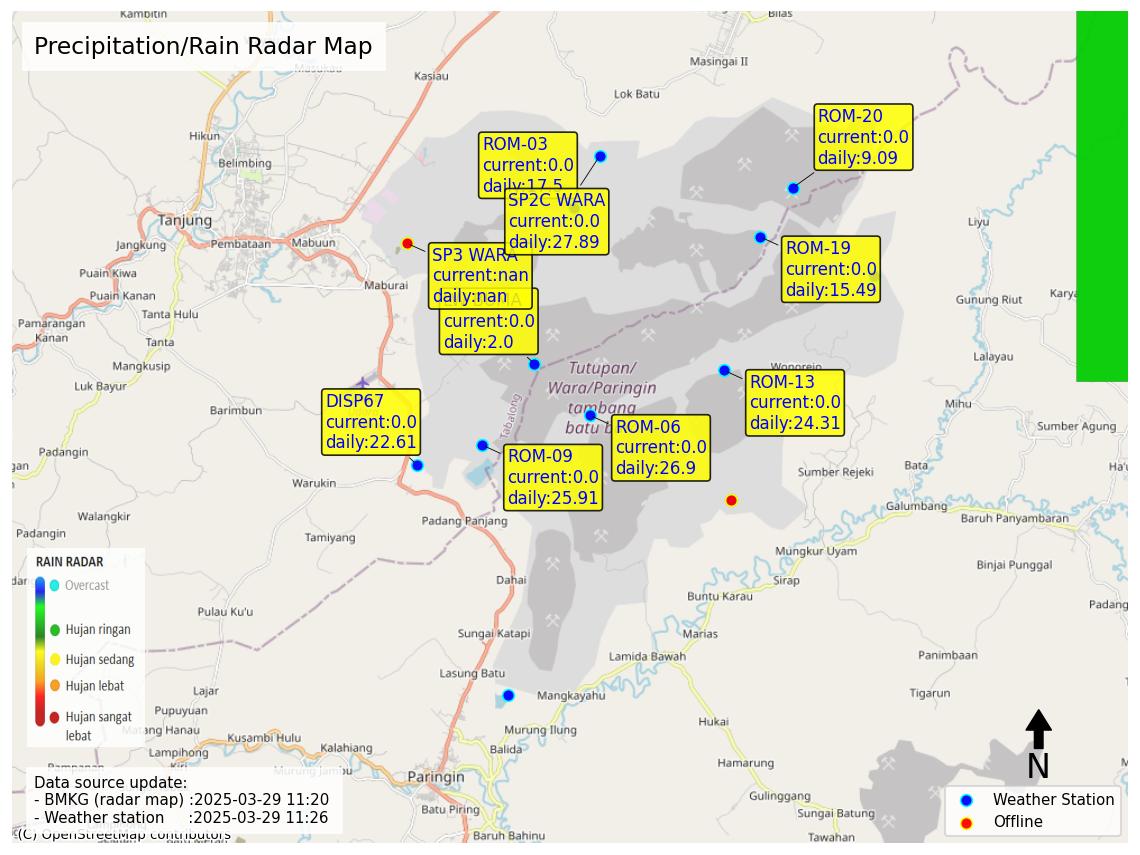 Kambitin
Bilas
Precipitation/Rain Radar Map
Masingai II
Kasiau
Lok Batu
ROM-20
current:0.0
daily:9.09
Hikun
ROM-03
current:0.0
daily:17.5
Belimbing
SP2C WARA
current:0.0
daily:27.89
Tanjung
Liyu
Jangkung
Pembataan
Mabuun
ROM-19
current:0.0
daily:15.49
SP3 WARA
current:nan
daily:nan
Puain Kiwa
Maburai
Puain Kanan
Gunung Riut
Karya
Tanta Hulu
current:0.0
daily:2.0
Pamarangan
Kanan
Tanta
Lalayau
Mangkusip
Tutupan/
Wara/Paringin
tambang
batu b
Wonorejo
Luk Bayur
ROM-13
current:0.0
daily:24.31
DISP67
current:0.0
daily:22.61
Barimbun
Tabalong
Mihu
ROM-06
current:0.0
daily:26.9
Sumber Agung
ROM-09
current:0.0
daily:25.91
gan
Padangin
Bata
Sumber Rejeki
Warukin
Galumbang
Walangkir
Padang Panjang
Baruh Panyambaran
Padangin
Tamiyang
Mungkur Uyam
Binjai Punggal
RAIN RADAR
Overcast
Hujan ringan
Hujan sedang
Hujan lebat
Hujan sangat
lebat
Dahai
Sirap
Buntu Karau
Padang
Pulau Ku'u
Sungai Katapi
Marias
Lamida Bawah
Panimbaan
Lasung Batu
Lajar
Mangkayahu
Tigarun
Pupuyuan
Hukai
Matang Hanau
Kusambi Hulu
Murung Ilung
Lampihong
Kalahiang
Balida
Hamarung
N
Murung Jambu
Paringin
Data source update:
- BMKG (radar map) :2025-03-29 11:20
- Weather station :2025-03-29 11:26
Gulinggang
Weather Station
Offline
Batu Piring
Sungai Batung
(C) OpenStreetMap contributors
Baruh Bahinu
Tawahan